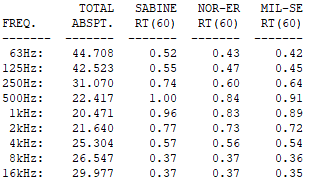 TOTAL SABINE NOR-ER MIL-SE
FREQ. ABSPT. RT(60) RT(60) RT(60)
------- ------- ------- ------- -------
63Hz: 44.708 0.52 0.43 0.42
125Hz: 42.523 0.55 0.47 0.45
250Hz: 31.070 0.74 0.60 0.64
500Hz: 22.417 1.00 0.84 0.91
1kHz: 20.471 0.96 0.83 0.89
2kHz: 21.640 0.77 0.73 0.72
4kHz: 25.304 0.57 0.56 0.54
8kHz: 26.547 0.37 0.37 0.36
16kHz: 29.977 0.37 0.37 0.35